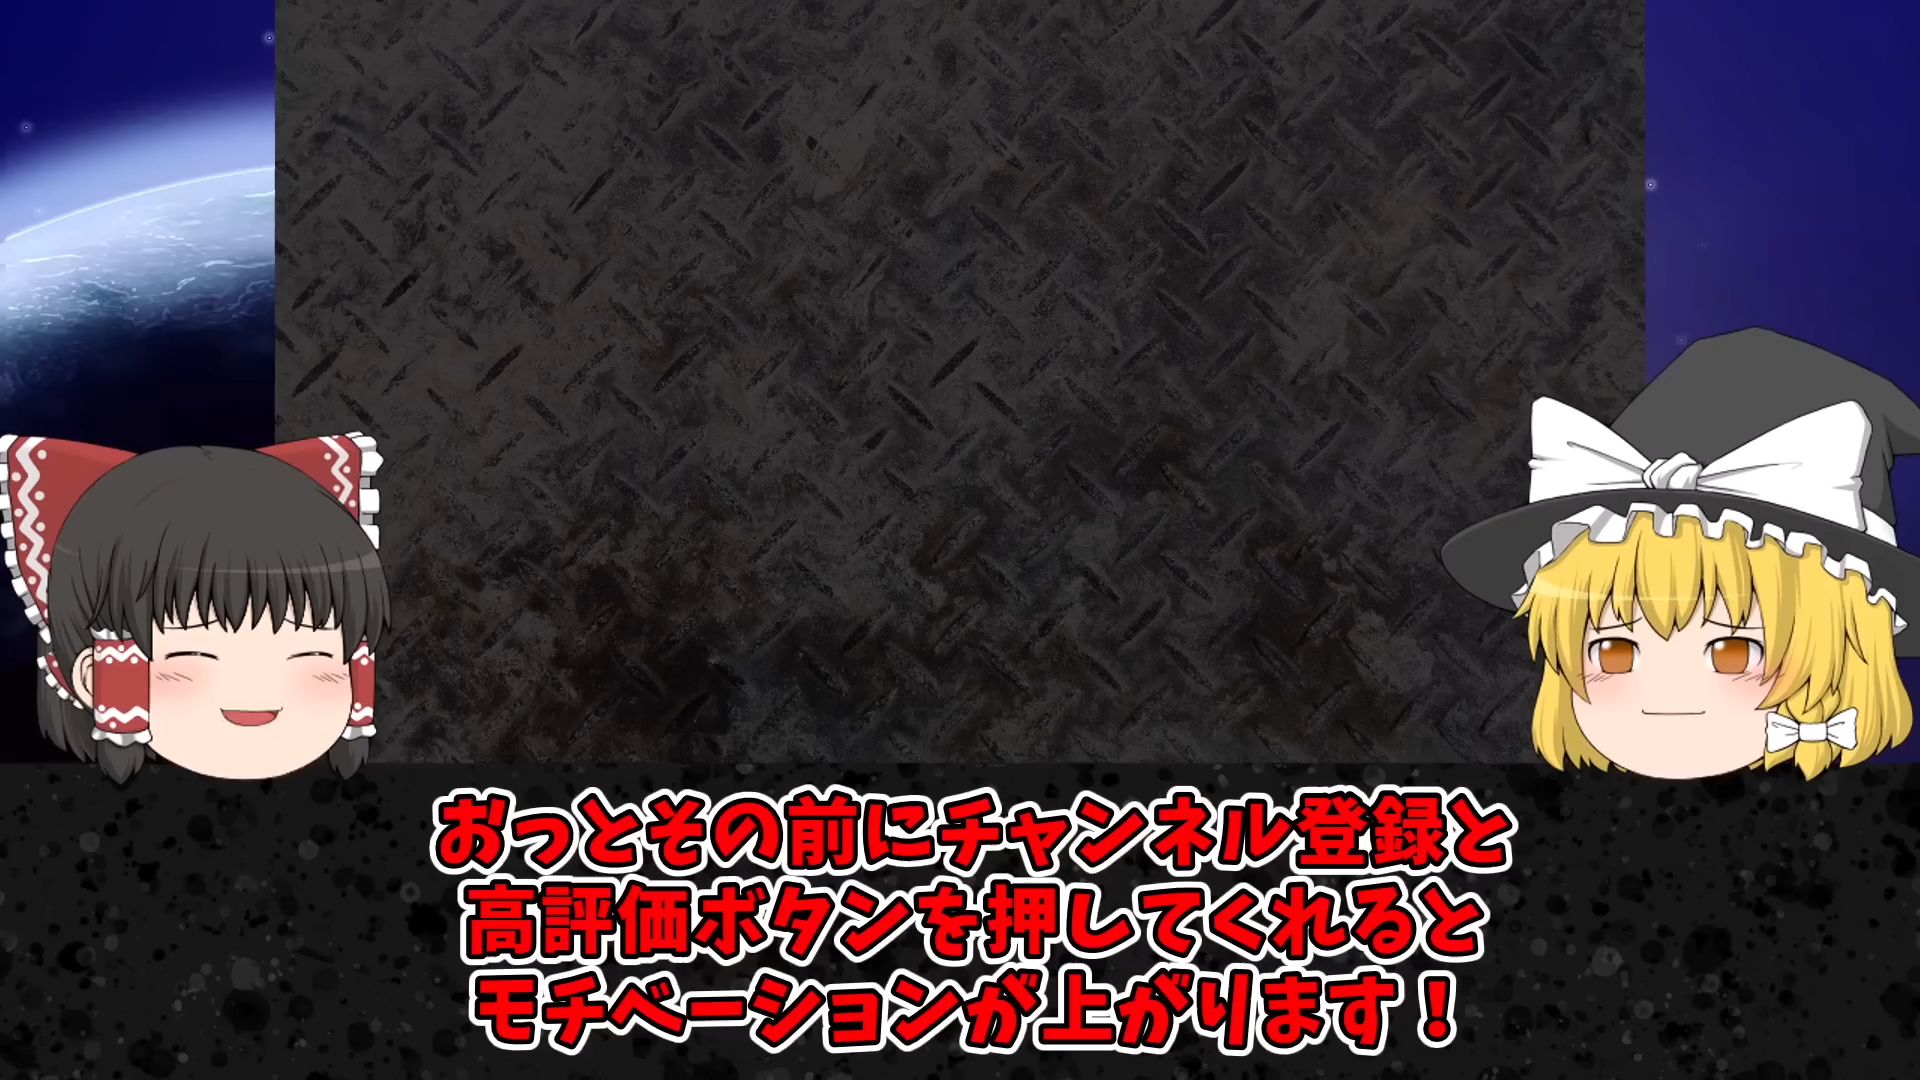 おっとその前にチャンネル登録と
高評価ボタンを押してくれると
モチベーションが上がります！